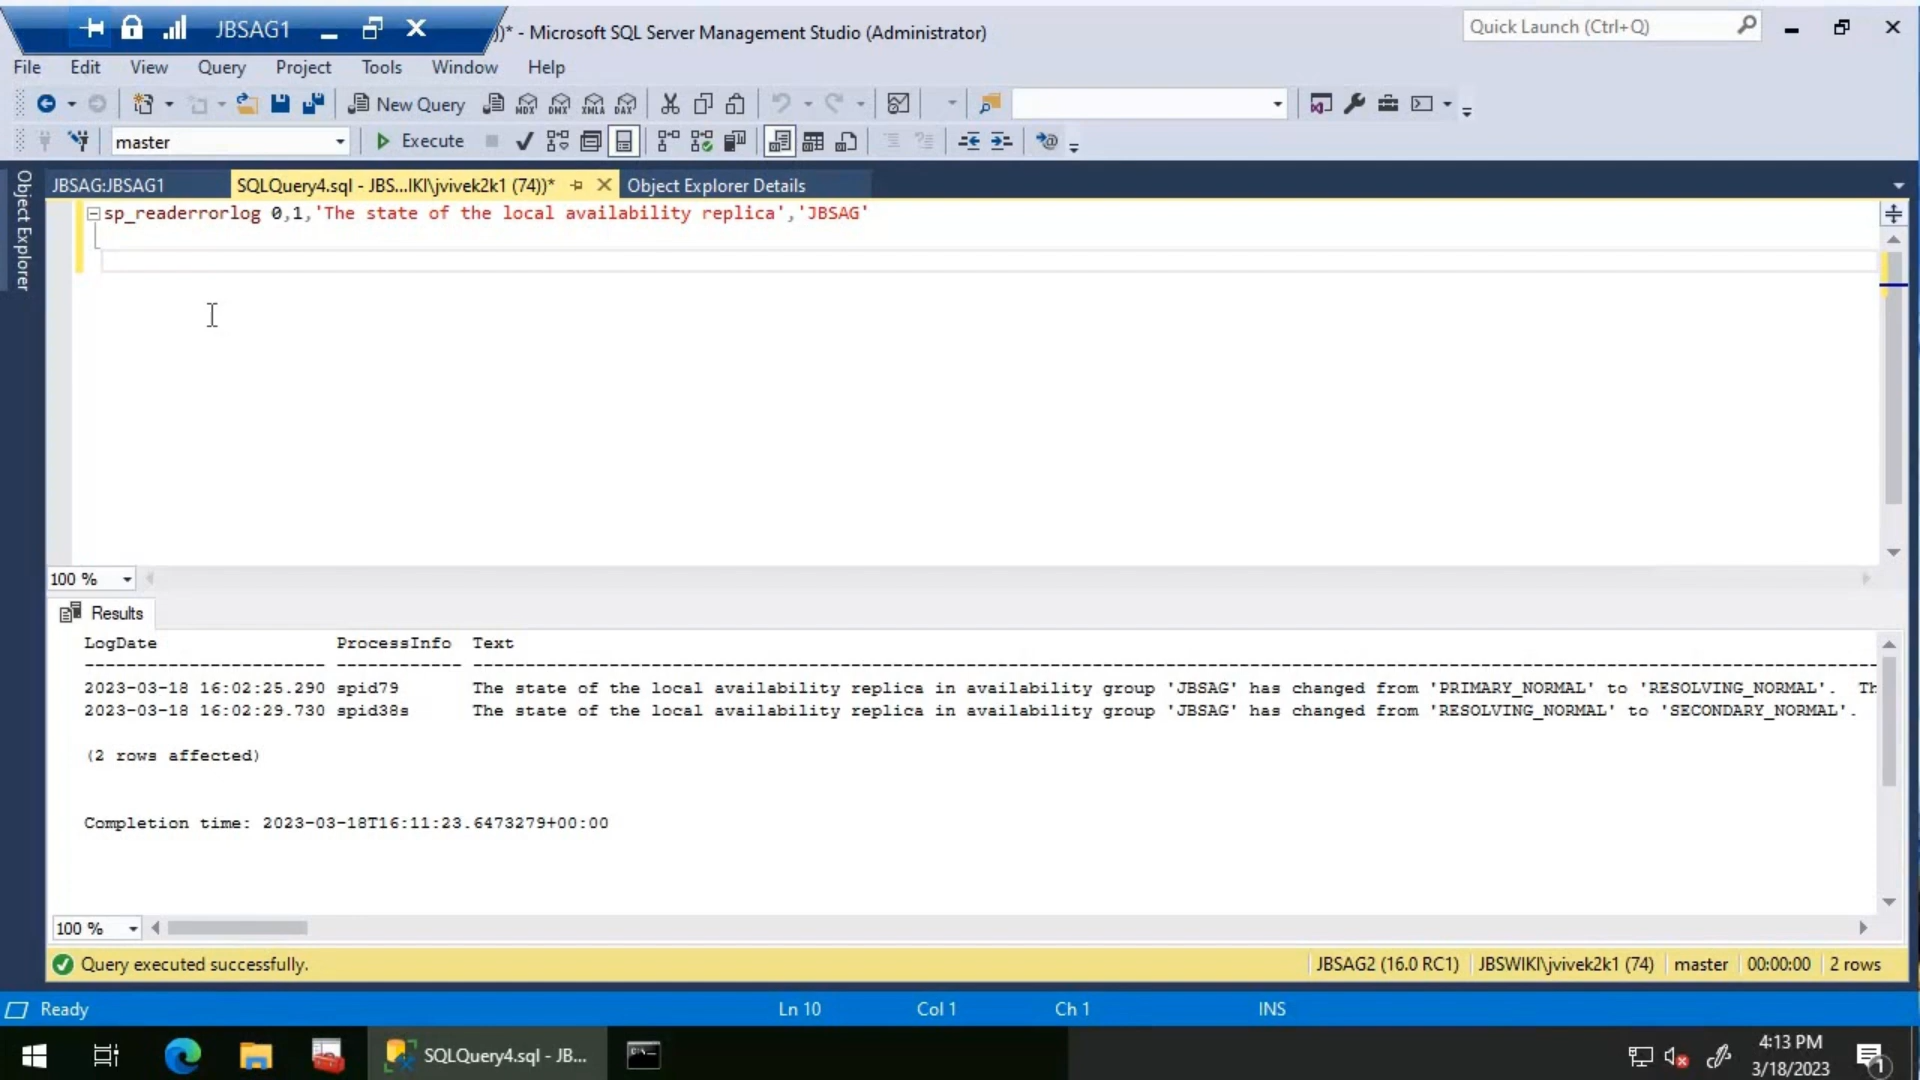 JBSAG1
)* - Microsoft SQL Server Management Studio (Administrator)
Quick Launch (Ctrl+Q)
File Edit View Query Project Tools Window Help
New Query MDX DMX XMLA DAX
master Execute
JBSAG:JBSAG1 SQLQuery4.sql - JBS...IKI\jvivek2k1 (74))* Object Explorer Details
Object Explorer
sp_readerrorlog 0,1,'The state of the local availability replica','JBSAG'
100 %
Results
LogDate ProcessInfo Text
2023-03-18 16:02:25.290 spid79 The state of the local availability replica in availability group 'JBSAG' has changed from 'PRIMARY_NORMAL' to 'RESOLVING_NORMAL'. Th
2023-03-18 16:02:29.730 spid38s The state of the local availability replica in availability group 'JBSAG' has changed from 'RESOLVING_NORMAL' to 'SECONDARY_NORMAL'.
(2 rows affected)
Completion time: 2023-03-18T16:11:23.6473279+00:00
100 %
Query executed successfully. JBSAG2 (16.0 RC1) JBSWIKI\jvivek2k1 (74) master 00:00:00 2 rows
Ready Ln 10 Col 1 Ch 1 INS
SQLQuery4.sql - JB...
4:13 PM
3/18/2023
1